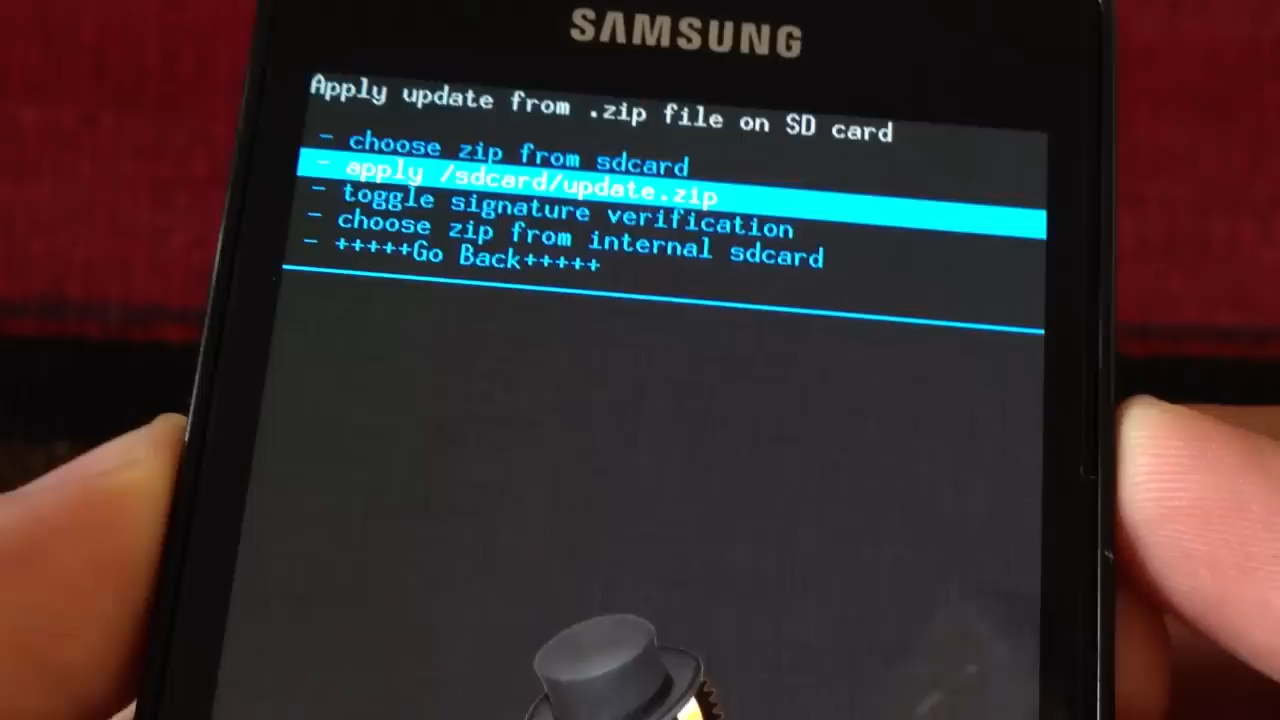 SAMSUNG
Apply update from .zip file on SD card
- choose zip from sdcard
- apply /sdcard/update.zip
- toggle signature verification
- choose zip from internal sdcard
- +++++Go Back+++++